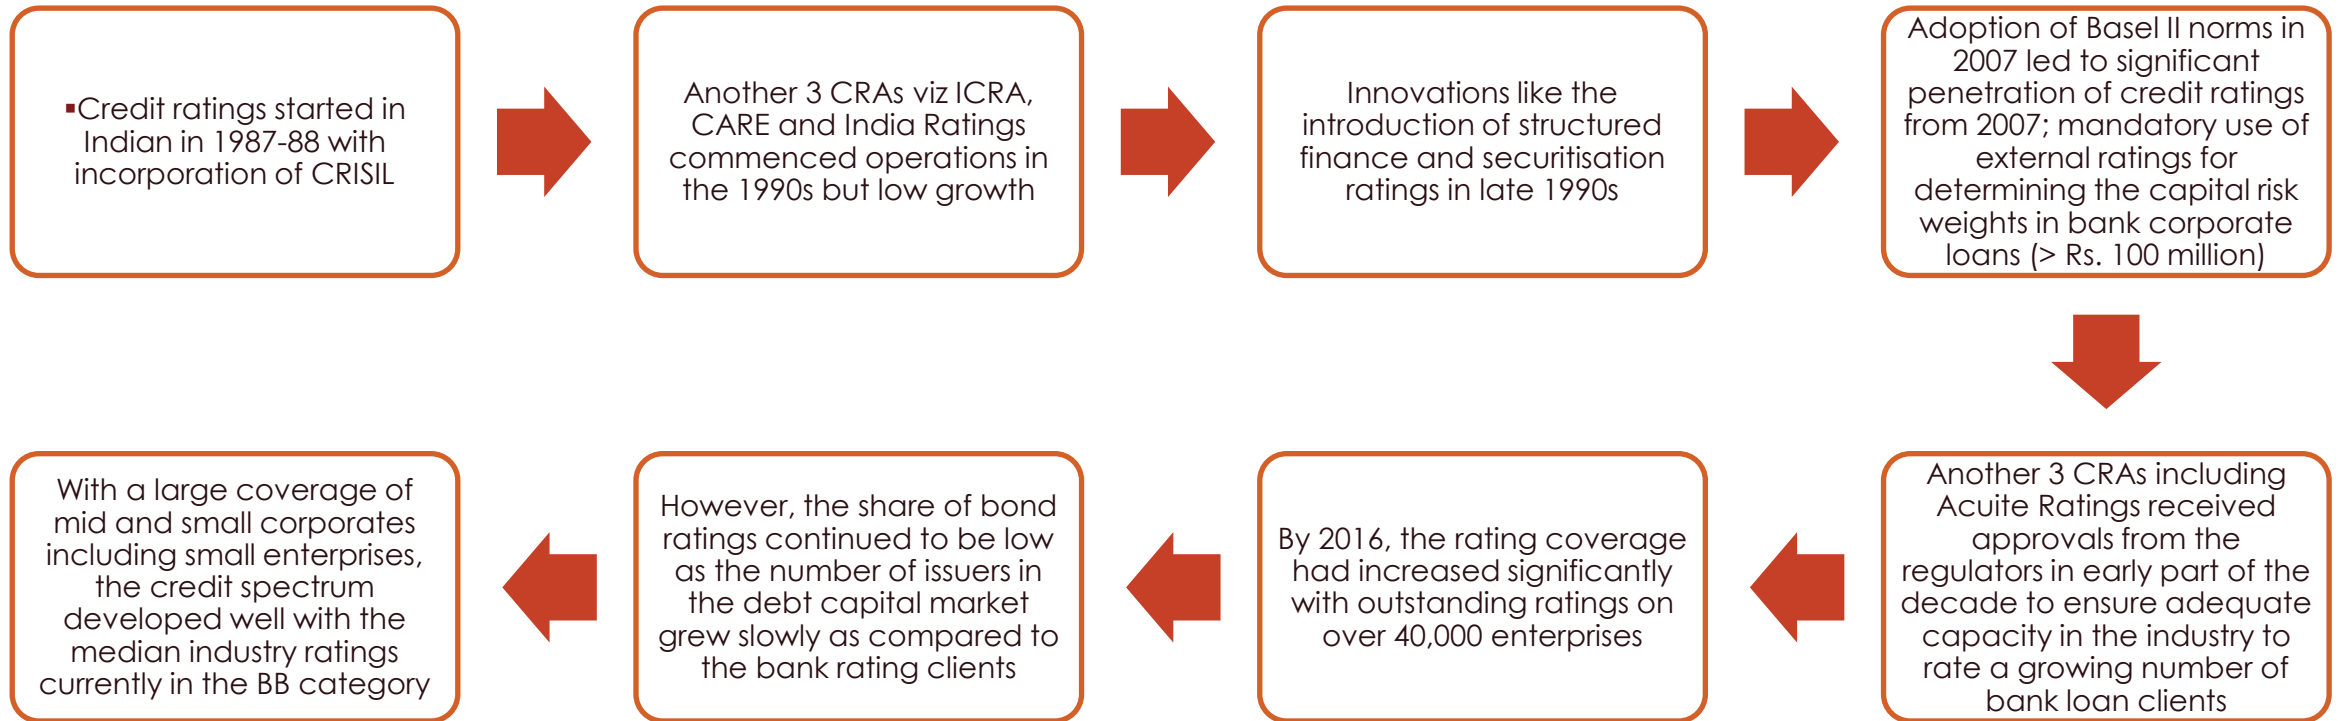 ▪Credit ratings started in
Indian in 1987-88 with
incorporation of CRISIL
Another 3 CRAs viz ICRA,
CARE and India Ratings
commenced operations in
the 1990s but low growth
Innovations like the
introduction of structured
finance and securitisation
ratings in late 1990s
Adoption of Basel II norms in
2007 led to significant
penetration of credit ratings
from 2007; mandatory use of
external ratings for
determining the capital risk
weights in bank corporate
loans (> Rs. 100 million)
Another 3 CRAs including
Acuite Ratings received
approvals from the
regulators in early part of the
decade to ensure adequate
capacity in the industry to
rate a growing number of
bank loan clients
By 2016, the rating coverage
had increased significantly
with outstanding ratings on
over 40,000 enterprises
However, the share of bond
ratings continued to be low
as the number of issuers in
the debt capital market
grew slowly as compared to
the bank rating clients
With a large coverage of
mid and small corporates
including small enterprises,
the credit spectrum
developed well with the
median industry ratings
currently in the BB category